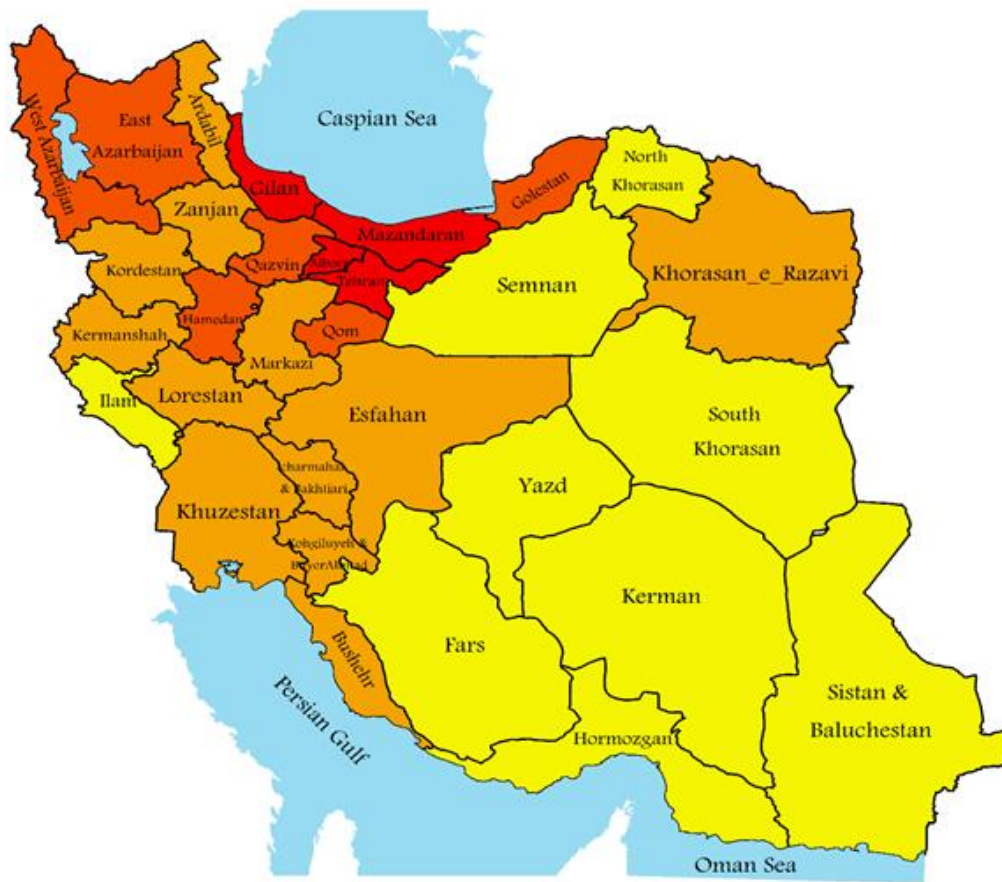 Caspian Sea
West Azarbaijan
East
Azarbaijan
Ardabil
Gilan
Mazandaran
Golestan
North
Khorasan
Zanjan
Qazvin
Alborz
Tehran
Semnan
Khorasan_e_Razavi
Kordestan
Hamedan
Qom
Kermanshah
Markazi
Ilam
Lorestan
Esfahan
South
Khorasan
Yazd
charmahal
& Bakhtiari
Khuzestan
Kohgiluyeh &
BoyerAhmad
Kerman
Fars
Bushehr
Persian Gulf
Sistan &
Baluchestan
Hormozgan
Oman Sea